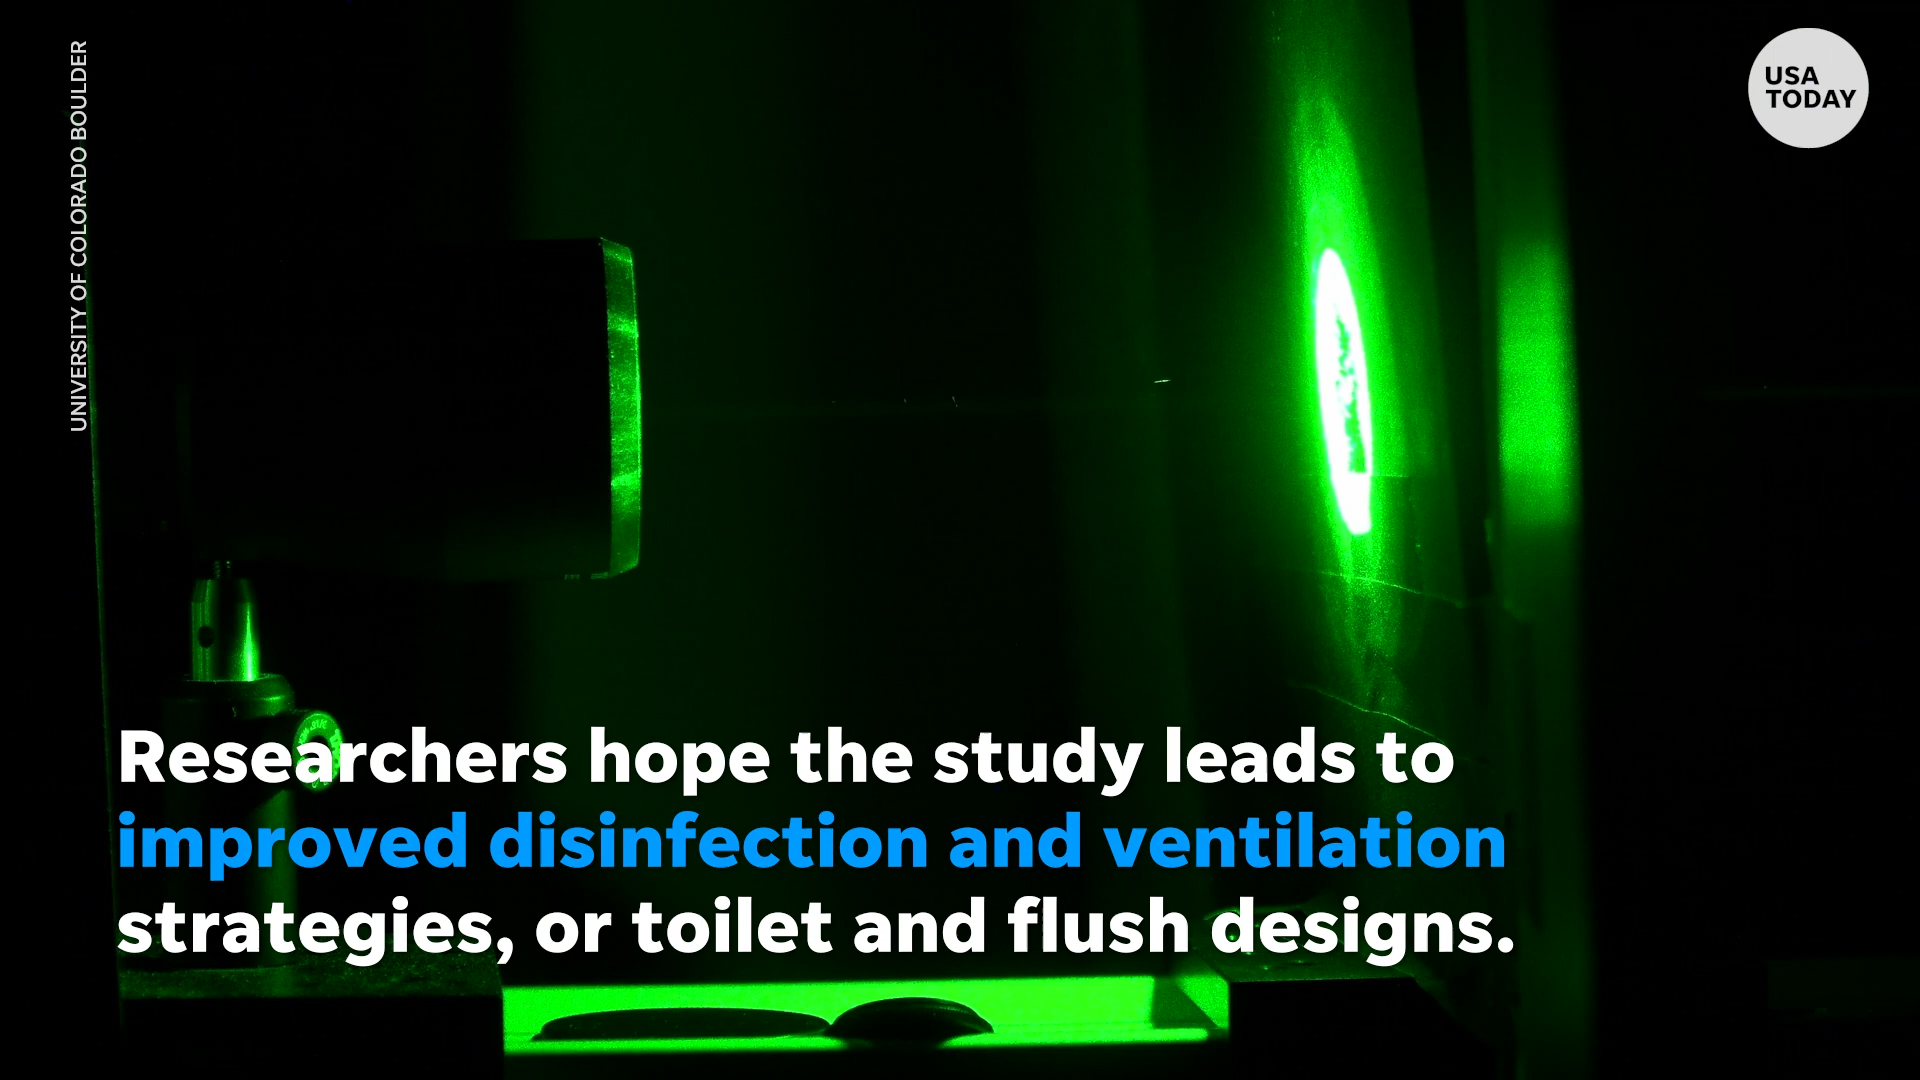 UNIVERSITY OF COLORADO BOULDER
USA
TODAY
Researchers hope the study leads to
improved disinfection and ventilation
strategies, or toilet and flush designs.